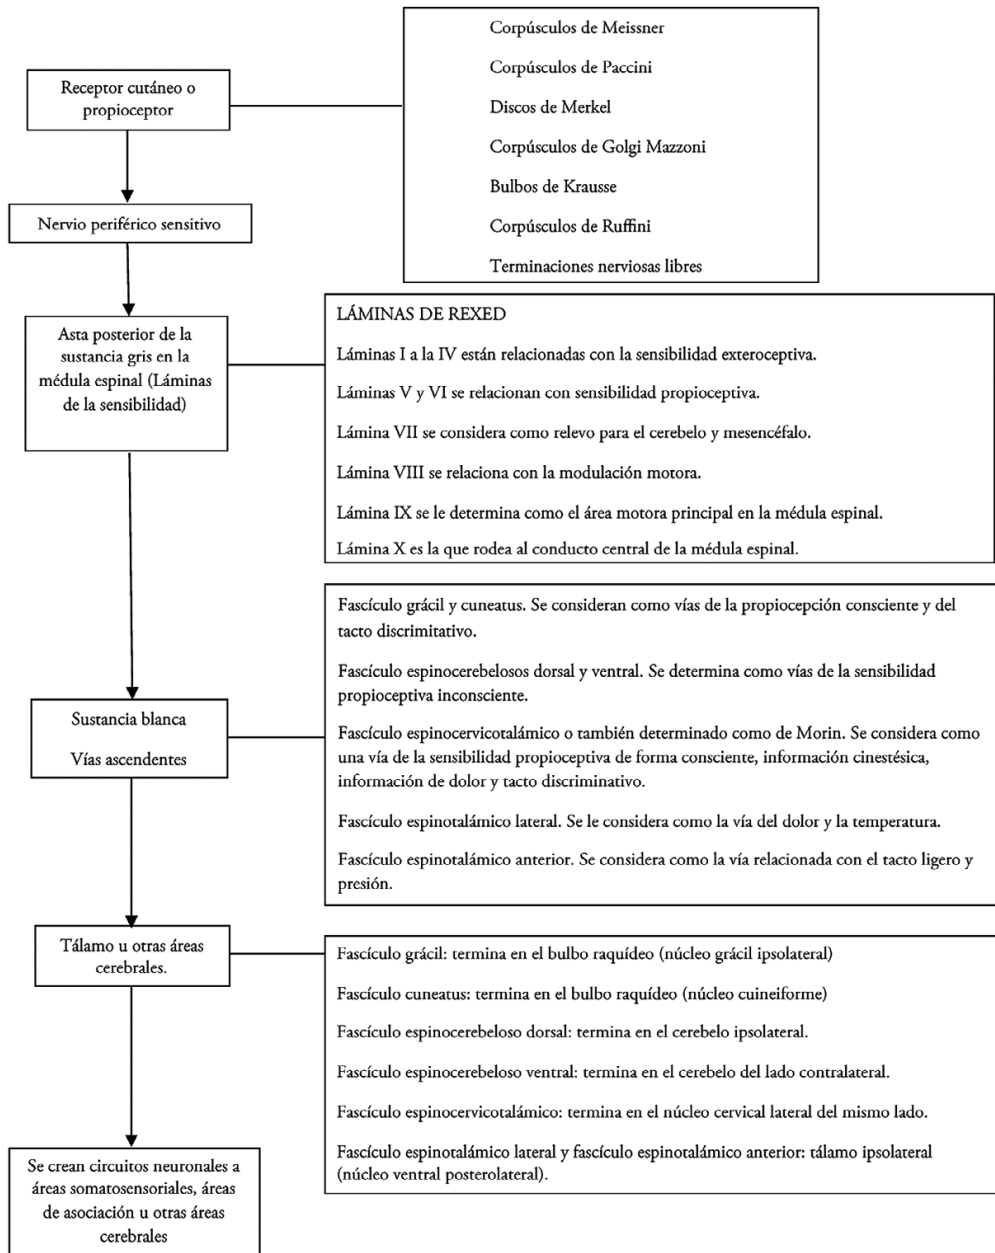 Receptor cutáneo o
propioceptor
Corpúsculos de Meissner
Corpúsculos de Paccini
Discos de Merkel
Corpúsculos de Golgi Mazzoni
Bulbos de Krausse
Corpúsculos de Ruffini
Terminaciones nerviosas libres
Nervio periférico sensitivo
Asta posterior de la
sustancia gris en la
médula espinal (Láminas
de la sensibilidad)
LÁMINAS DE REXED
Láminas I a la IV están relacionadas con la sensibilidad exteroceptiva.
Láminas V y VI se relacionan con sensibilidad propioceptiva.
Lámina VII se considera como relevo para el cerebelo y mesencéfalo.
Lámina VIII se relaciona con la modulación motora.
Lámina IX se le determina como el área motora principal en la médula espinal.
Lámina X es la que rodea al conducto central de la médula espinal.
Sustancia blanca
Vías ascendentes
Fascículo grácil y cuneatus. Se consideran como vías de la propiocepción consciente y del
tacto discrimitativo.
Fascículo espinocerebelosos dorsal y ventral. Se determina como vías de la sensibilidad
propioceptiva inconsciente.
Fascículo espinocervicotalámico o también determinado como de Morin. Se considera como
una vía de la sensibilidad propioceptiva de forma consciente, información cinestésica,
información de dolor y tacto discriminativo.
Fascículo espinotalámico lateral. Se le considera como la vía del dolor y la temperatura.
Fascículo espinotalámico anterior. Se considera como la vía relacionada con el tacto ligero y
presión.
Tálamo u otras áreas
cerebrales.
Fascículo grácil: termina en el bulbo raquídeo (núcleo grácil ipsolateral)
Fascículo cuneatus: termina en el bulbo raquídeo (núcleo cuineiforme)
Fascículo espinocerebeloso dorsal: termina en el cerebelo ipsolateral.
Fascículo espinocerebeloso ventral: termina en el cerebelo del lado contralateral.
Fascículo espinocervicotalámico: termina en el núcleo cervical lateral del mismo lado.
Fascículo espinotalámico lateral y fascículo espinotalámico anterior: tálamo ipsolateral
(núcleo ventral posterolateral).
Se crean circuitos neuronales a
áreas somatosensoriales, áreas
de asociación u otras áreas
cerebrales